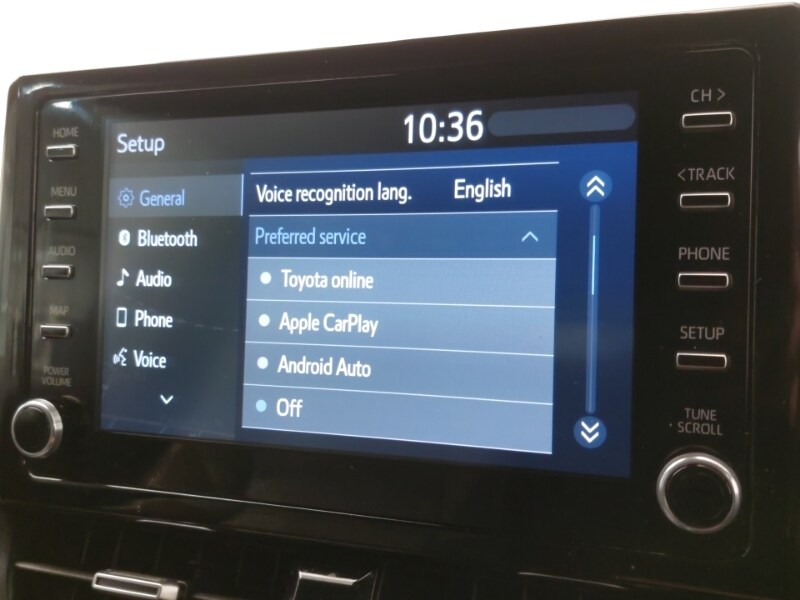 HOME
MENU
AUDIO
MAP
POWER
VOLUME
Setup
10:36
General
Bluetooth
Audio
Phone
Voice
Voice recognition lang. English
Preferred service
Toyota online
Apple CarPlay
Android Auto
Off
CH >
< TRACK
PHONE
SETUP
TUNE
SCROLL